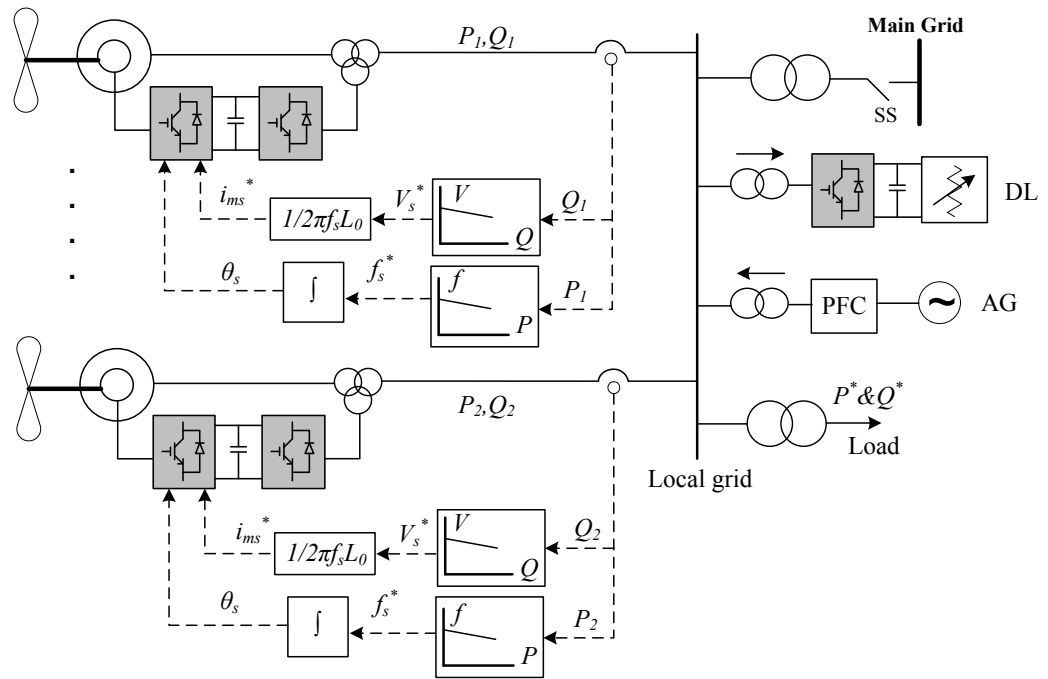 P1,Q1
Main Grid
SS
ims*
1/2πfsL0
Vs*
V
Q
Q1
DL
θs
∫
fs*
f
P
P1
PFC
~
AG
P2,Q2
P*&Q*
Load
Local grid
ims*
1/2πfsL0
Vs*
V
Q
Q2
θs
∫
fs*
f
P
P2